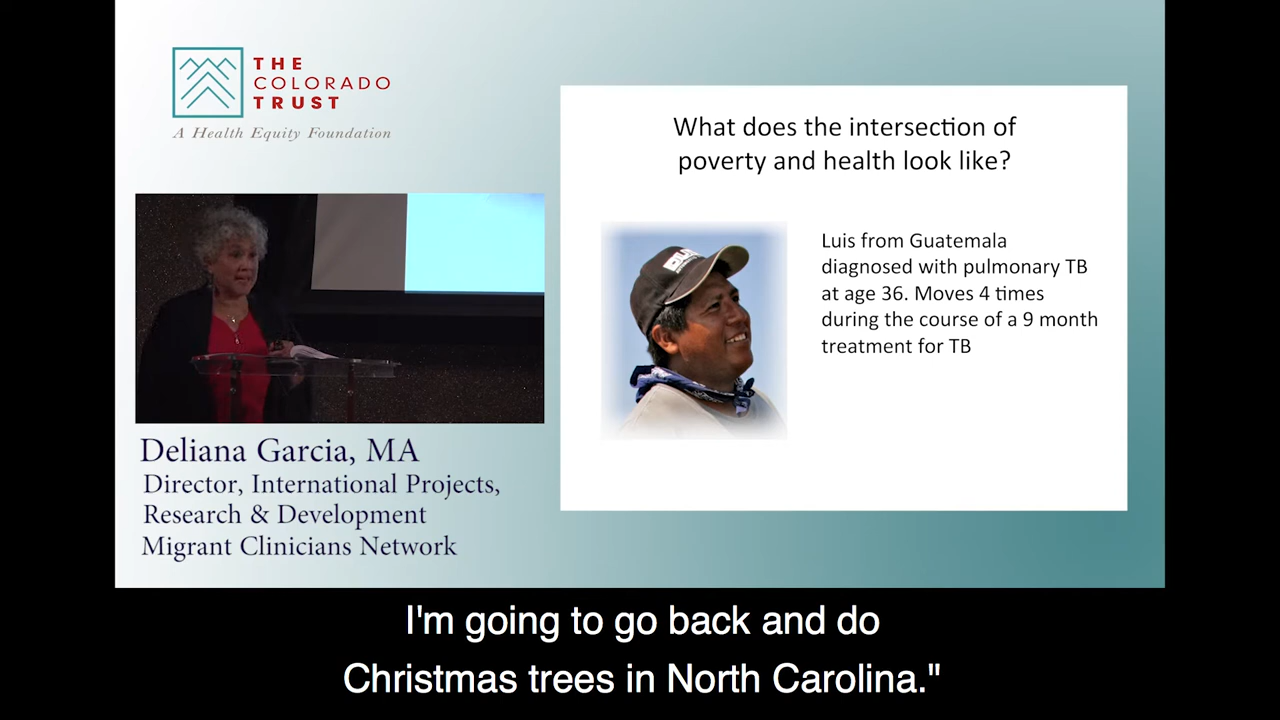 THE
COLORADO
TRUST
A Health Equity Foundation
What does the intersection of
poverty and health look like?
Luis from Guatemala
diagnosed with pulmonary TB
at age 36. Moves 4 times
during the course of a 9 month
treatment for TB
Deliana Garcia, MA
Director, International Projects,
Research & Development
Migrant Clinicians Network
I'm going to go back and do
Christmas trees in North Carolina."